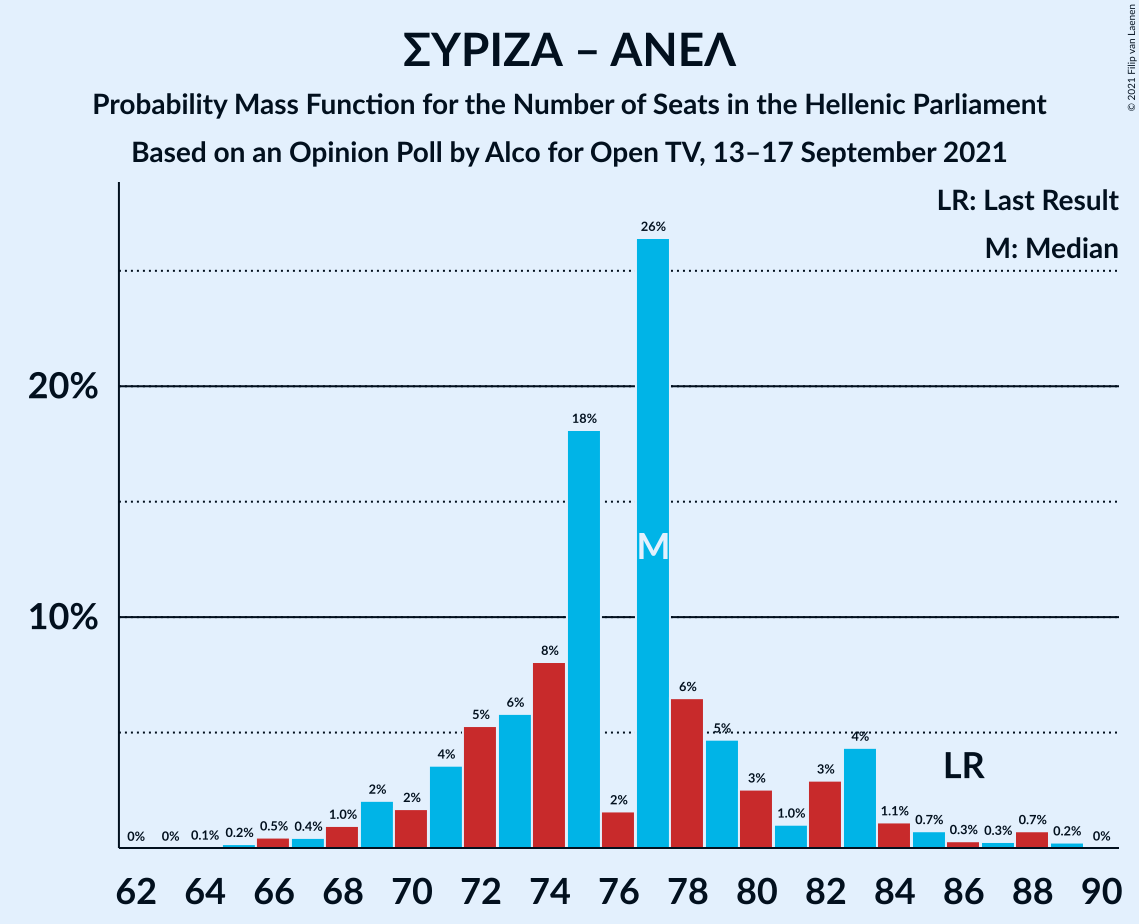 ΣΥΡΙΖΑ – ΑΝΕΛ
Probability Mass Function for the Number of Seats in the Hellenic Parliament
Based on an Opinion Poll by Alco for Open TV, 13–17 September 2021
© 2021 Filip van Laenen
LR: Last Result
M: Median
20%
10%
0% 0% 0.1% 0.2% 0.5% 0.4% 1.0% 2% 2% 4% 5% 6% 8% 18% 2% 26% 6% 5% 3% 1.0% 3% 4% 1.1% 0.7% 0.3% 0.3% 0.7% 0.2% 0%
M
LR
62 64 66 68 70 72 74 76 78 80 82 84 86 88 90